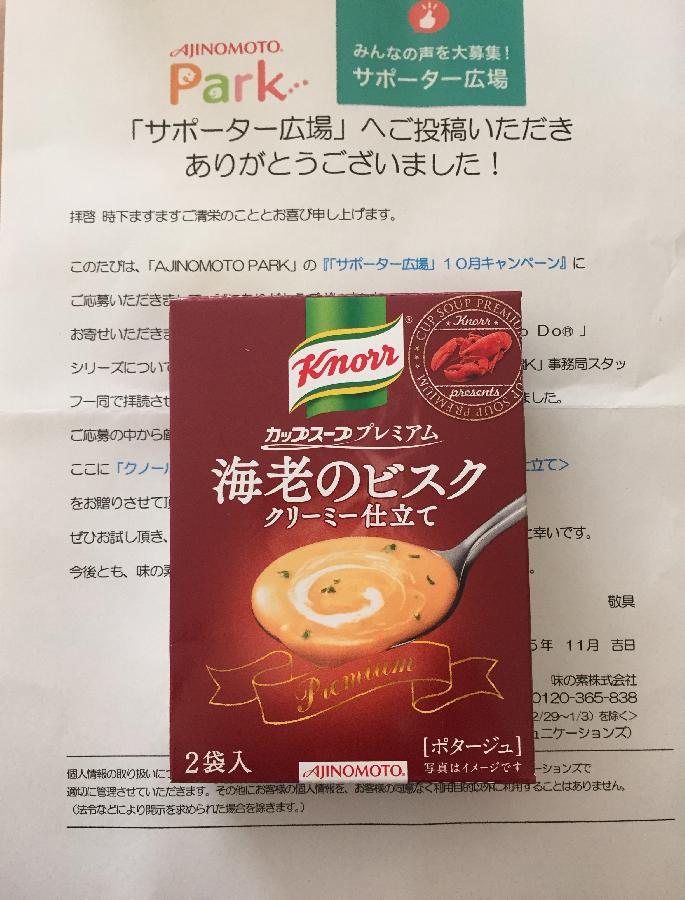 AJINOMOTO®
Park
みんなの声を大募集！
サポーター広場
「サポーター広場」へご投稿いただき
ありがとうございました！
拝啓 時下ますますご清栄のこととお喜び申し上げます。
このたびは、「AJINOMOTO PARK」の『「サポーター広場」１０月キャンペーン』に
ご応募いただきま
お寄せいただきま
Do® 」
シリーズについて
K」事務局スタッ
フ一同で拝読させ
ました。
ご応募の中から
ここに「クノール
仕立て＞
をお贈りさせて
ぜひお試し頂き、
幸いです。
今後とも、味の素
敬具
5年 11月 吉日
味の素株式会社
0120-365-838
2/29～1/3）を除く＞
ュニケーションズ）
個人情報の取り扱いに
ーションズで
適切に管理させていただきます。その他にお客様の個人情報を、お客様の同意なく利用目的以外に利用することはありません。
（法令などにより開示を求められた場合を除きます。）
Knorr®
CUP SOUP PREMIUM
Knorr
presents
CUP SOUP PREMIUM
カップスーププレミアム
海老のビスク
クリーミー仕立て
Premium
2袋入
AJINOMOTO®
［ポタージュ］
写真はイメージです